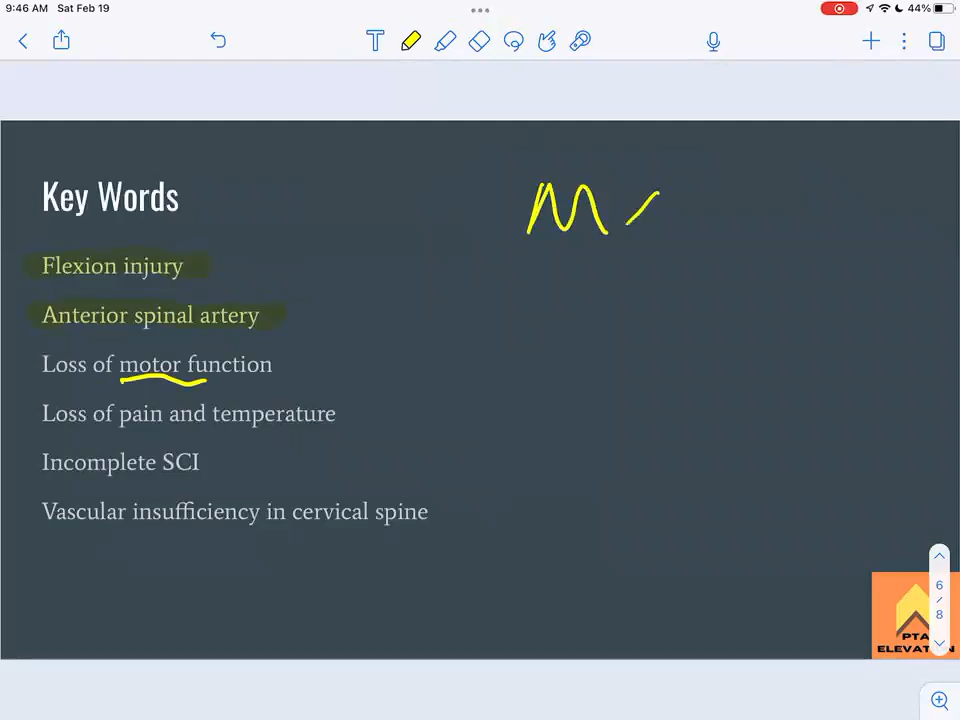 9:46 AM Sat Feb 19 44%
Key Words
M
Flexion injury
Anterior spinal artery
Loss of motor function
Loss of pain and temperature
Incomplete SCI
Vascular insufficiency in cervical spine
6
/
8
PTA
ELEVATION